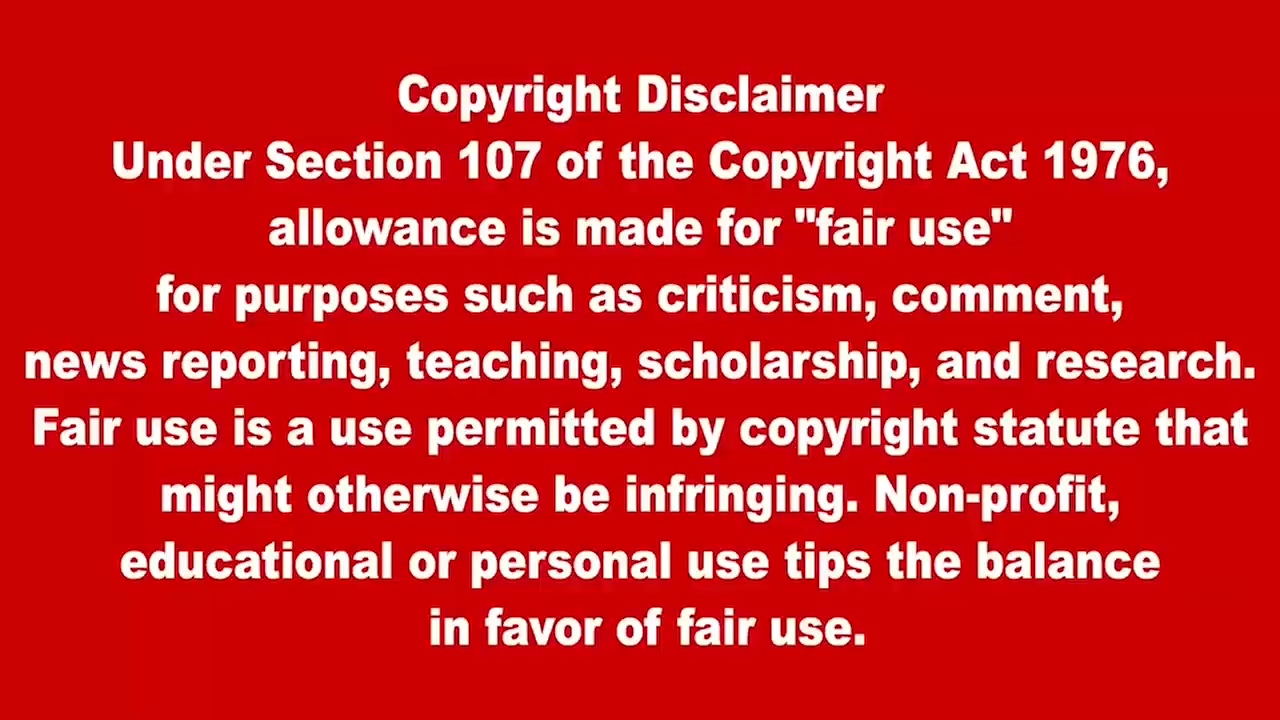 Copyright Disclaimer
Under Section 107 of the Copyright Act 1976,
allowance is made for "fair use"
for purposes such as criticism, comment,
news reporting, teaching, scholarship, and research.
Fair use is a use permitted by copyright statute that
might otherwise be infringing. Non-profit,
educational or personal use tips the balance
in favor of fair use.